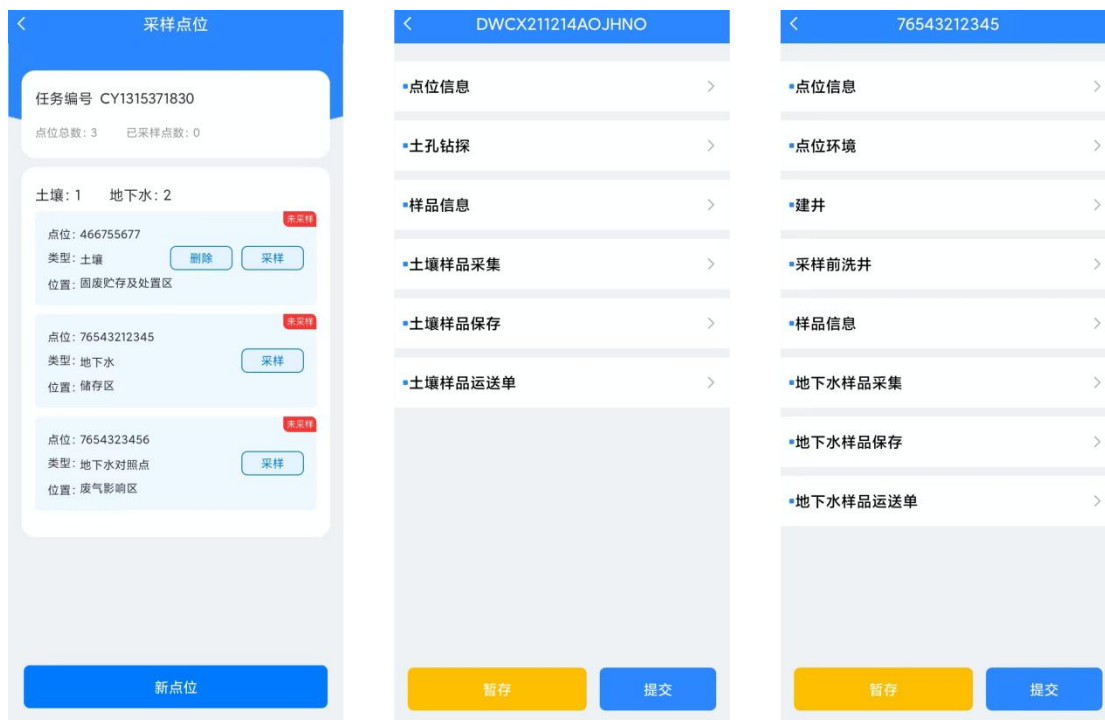 采样点位
任务编号 CY1315371830
点位总数: 3 已采样点数: 0
土壤: 1 地下水: 2
未采样
点位: 466755677
类型: 土壤 删除 采样
位置: 固废贮存及处置区
未采样
点位: 76543212345
类型: 地下水 采样
位置: 储存区
未采样
点位: 7654323456
类型: 地下水对照点 采样
位置: 废气影响区
新点位
DWCX211214AOJHNO
点位信息
土孔钻探
样品信息
土壤样品采集
土壤样品保存
土壤样品运送单
暂存 提交
76543212345
点位信息
点位环境
建井
采样前洗井
样品信息
地下水样品采集
地下水样品保存
地下水样品运送单
暂存 提交